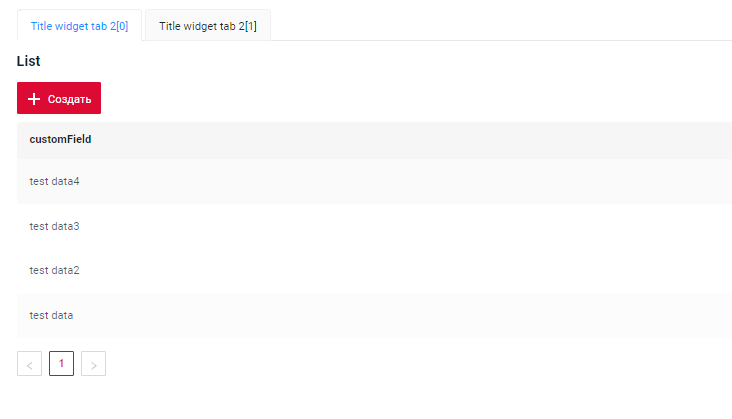 Title widget tab 2[0] Title widget tab 2[1]
List
Создать
customField
test data4
test data3
test data2
test data
< 1 >